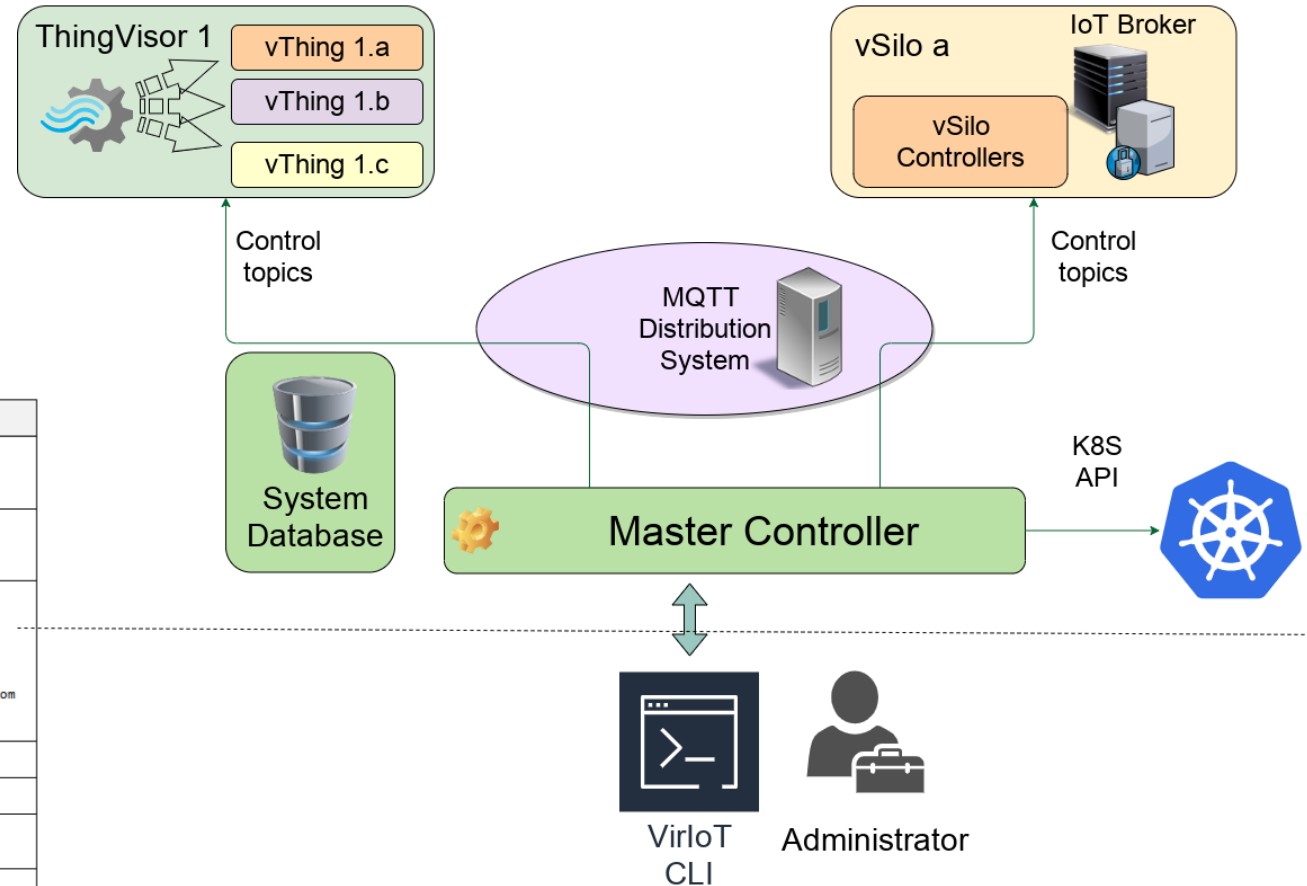 ThingVisor 1
vThing 1.a
vThing 1.b
vThing 1.c
vSilo a
IoT Broker
vSilo
Controllers
Control
topics
Control
topics
MQTT
Distribution
System
System
Database
Master Controller
K8S
API
om
>_
VirIoT
CLI
Administrator